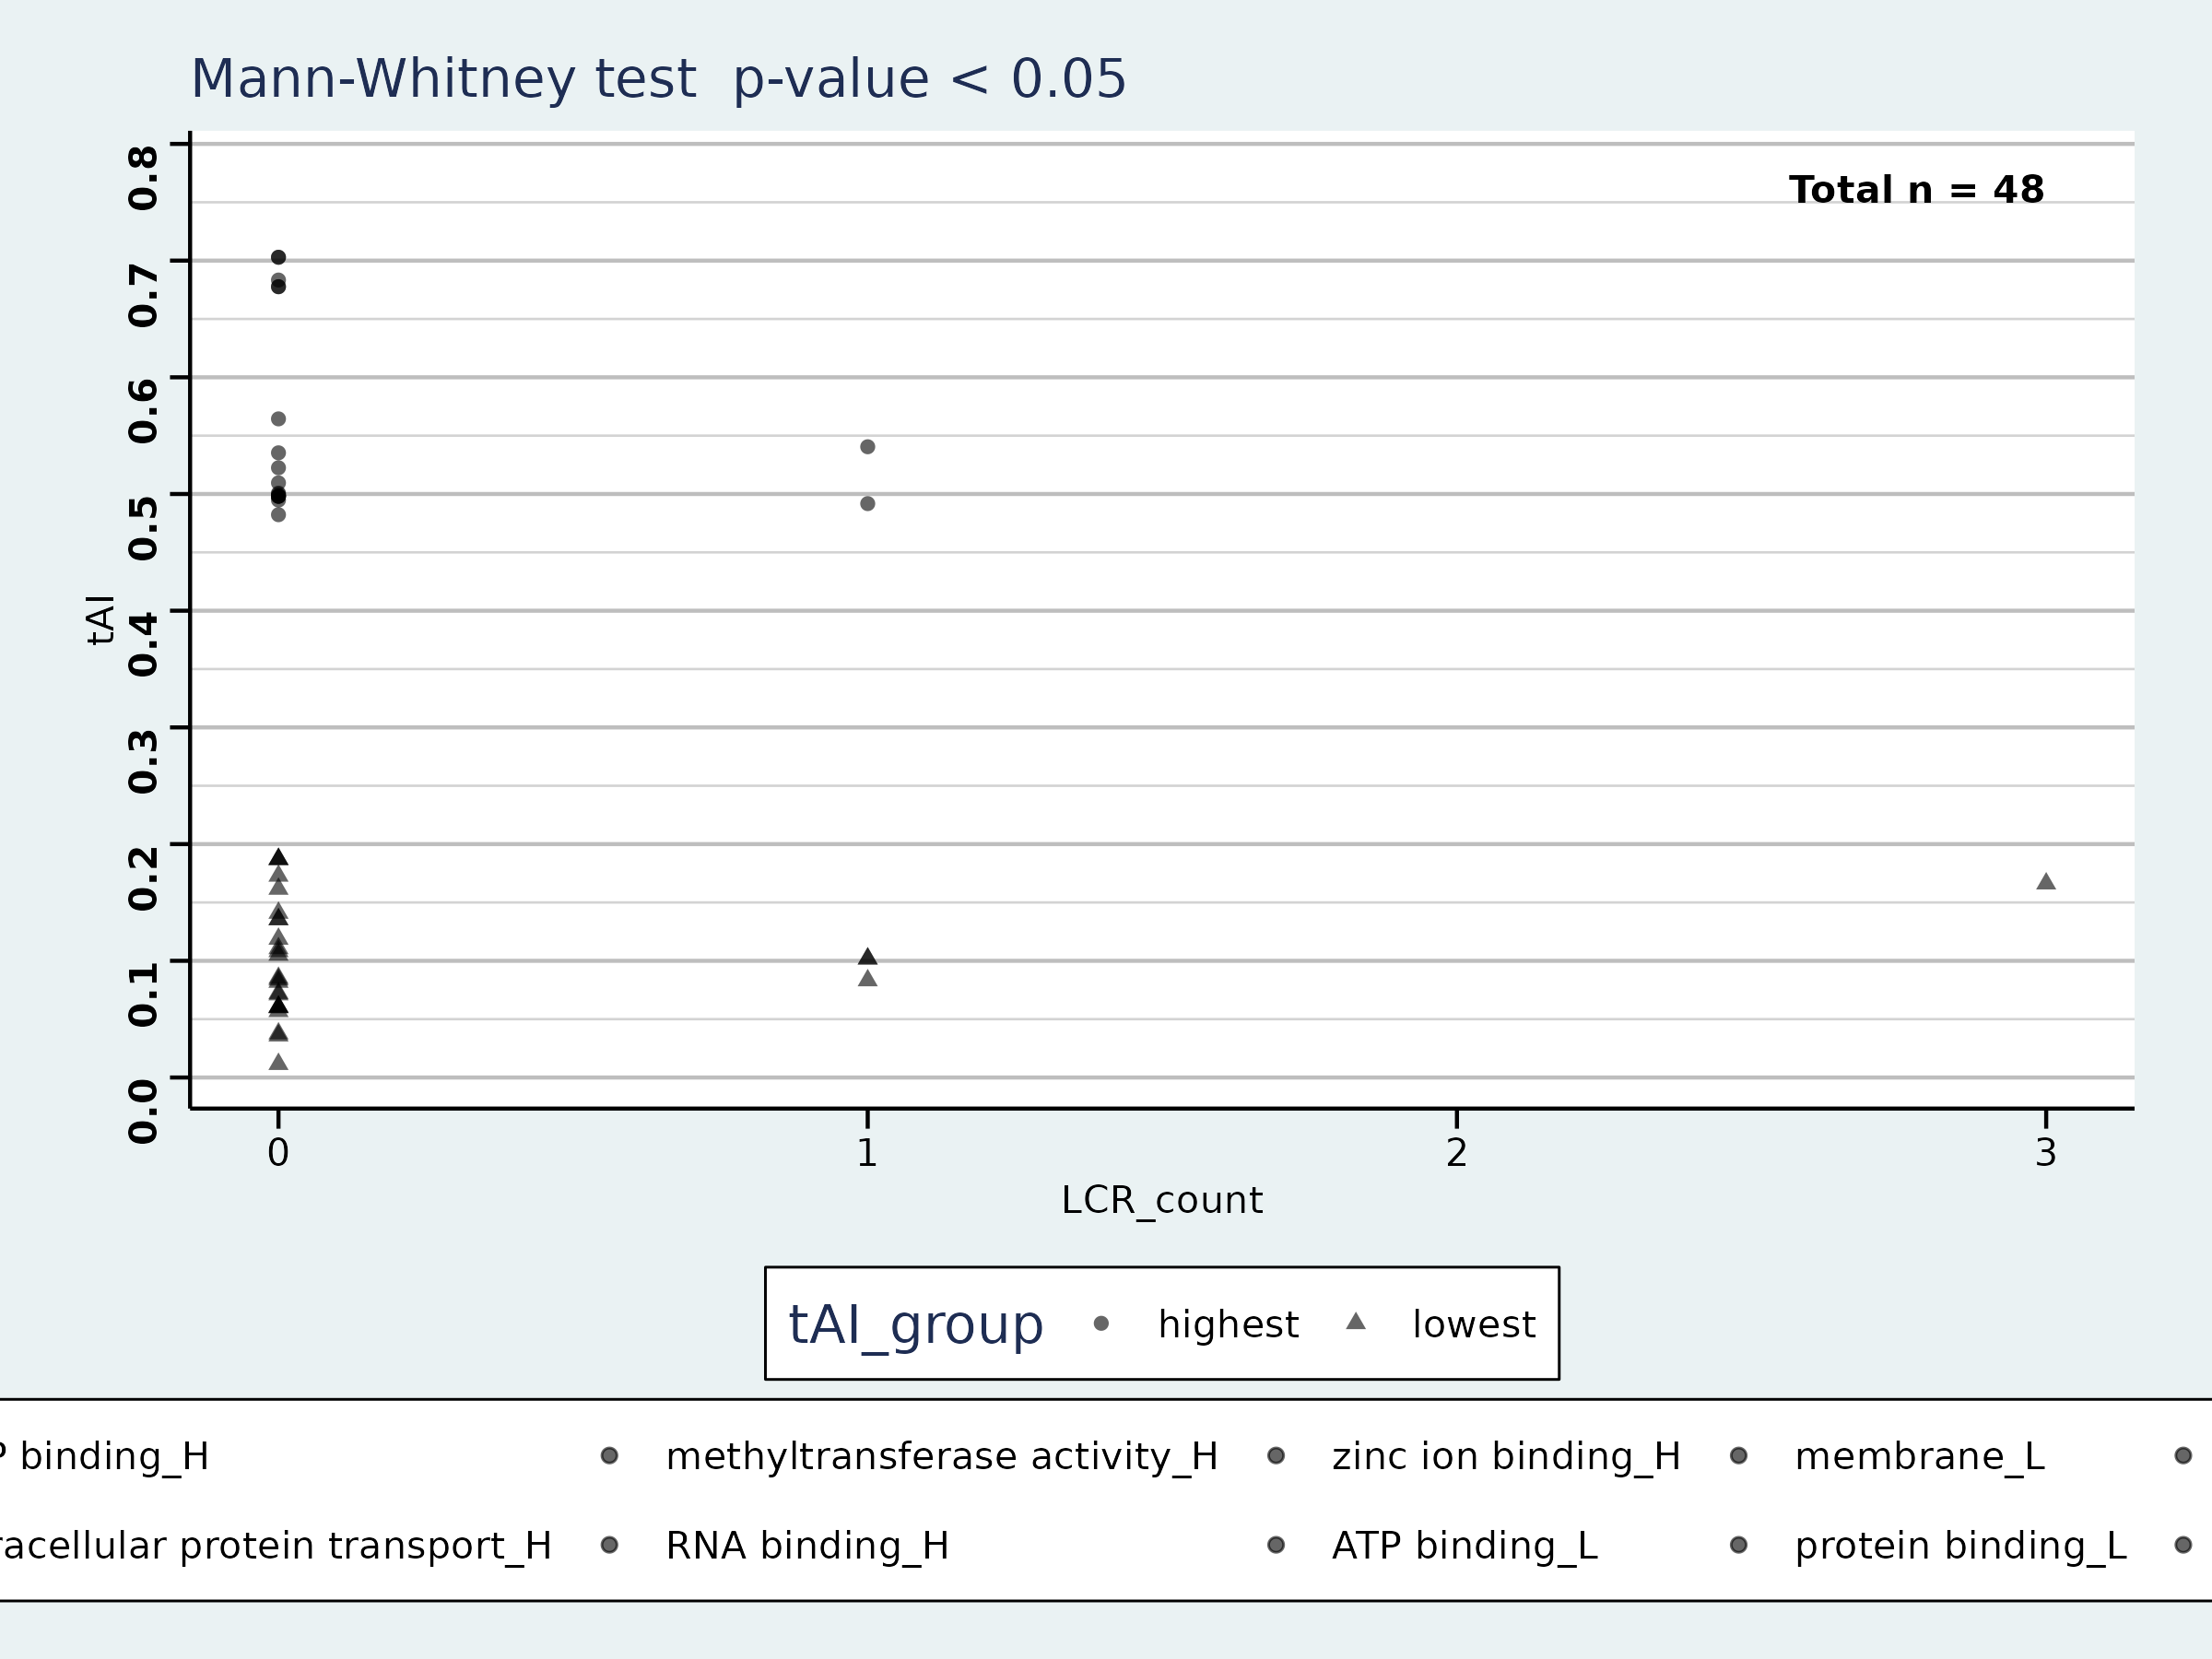 Mann-Whitney test  p-value < 0.05
Total n = 48
0.8
0.7
0.6
0.5
0.4
0.3
0.2
0.1
0.0
tAI
0 1 2 3
LCR_count
tAI_group highest lowest
P binding_H methyltransferase activity_H zinc ion binding_H membrane_L
racellular protein transport_H RNA binding_H ATP binding_L protein binding_L